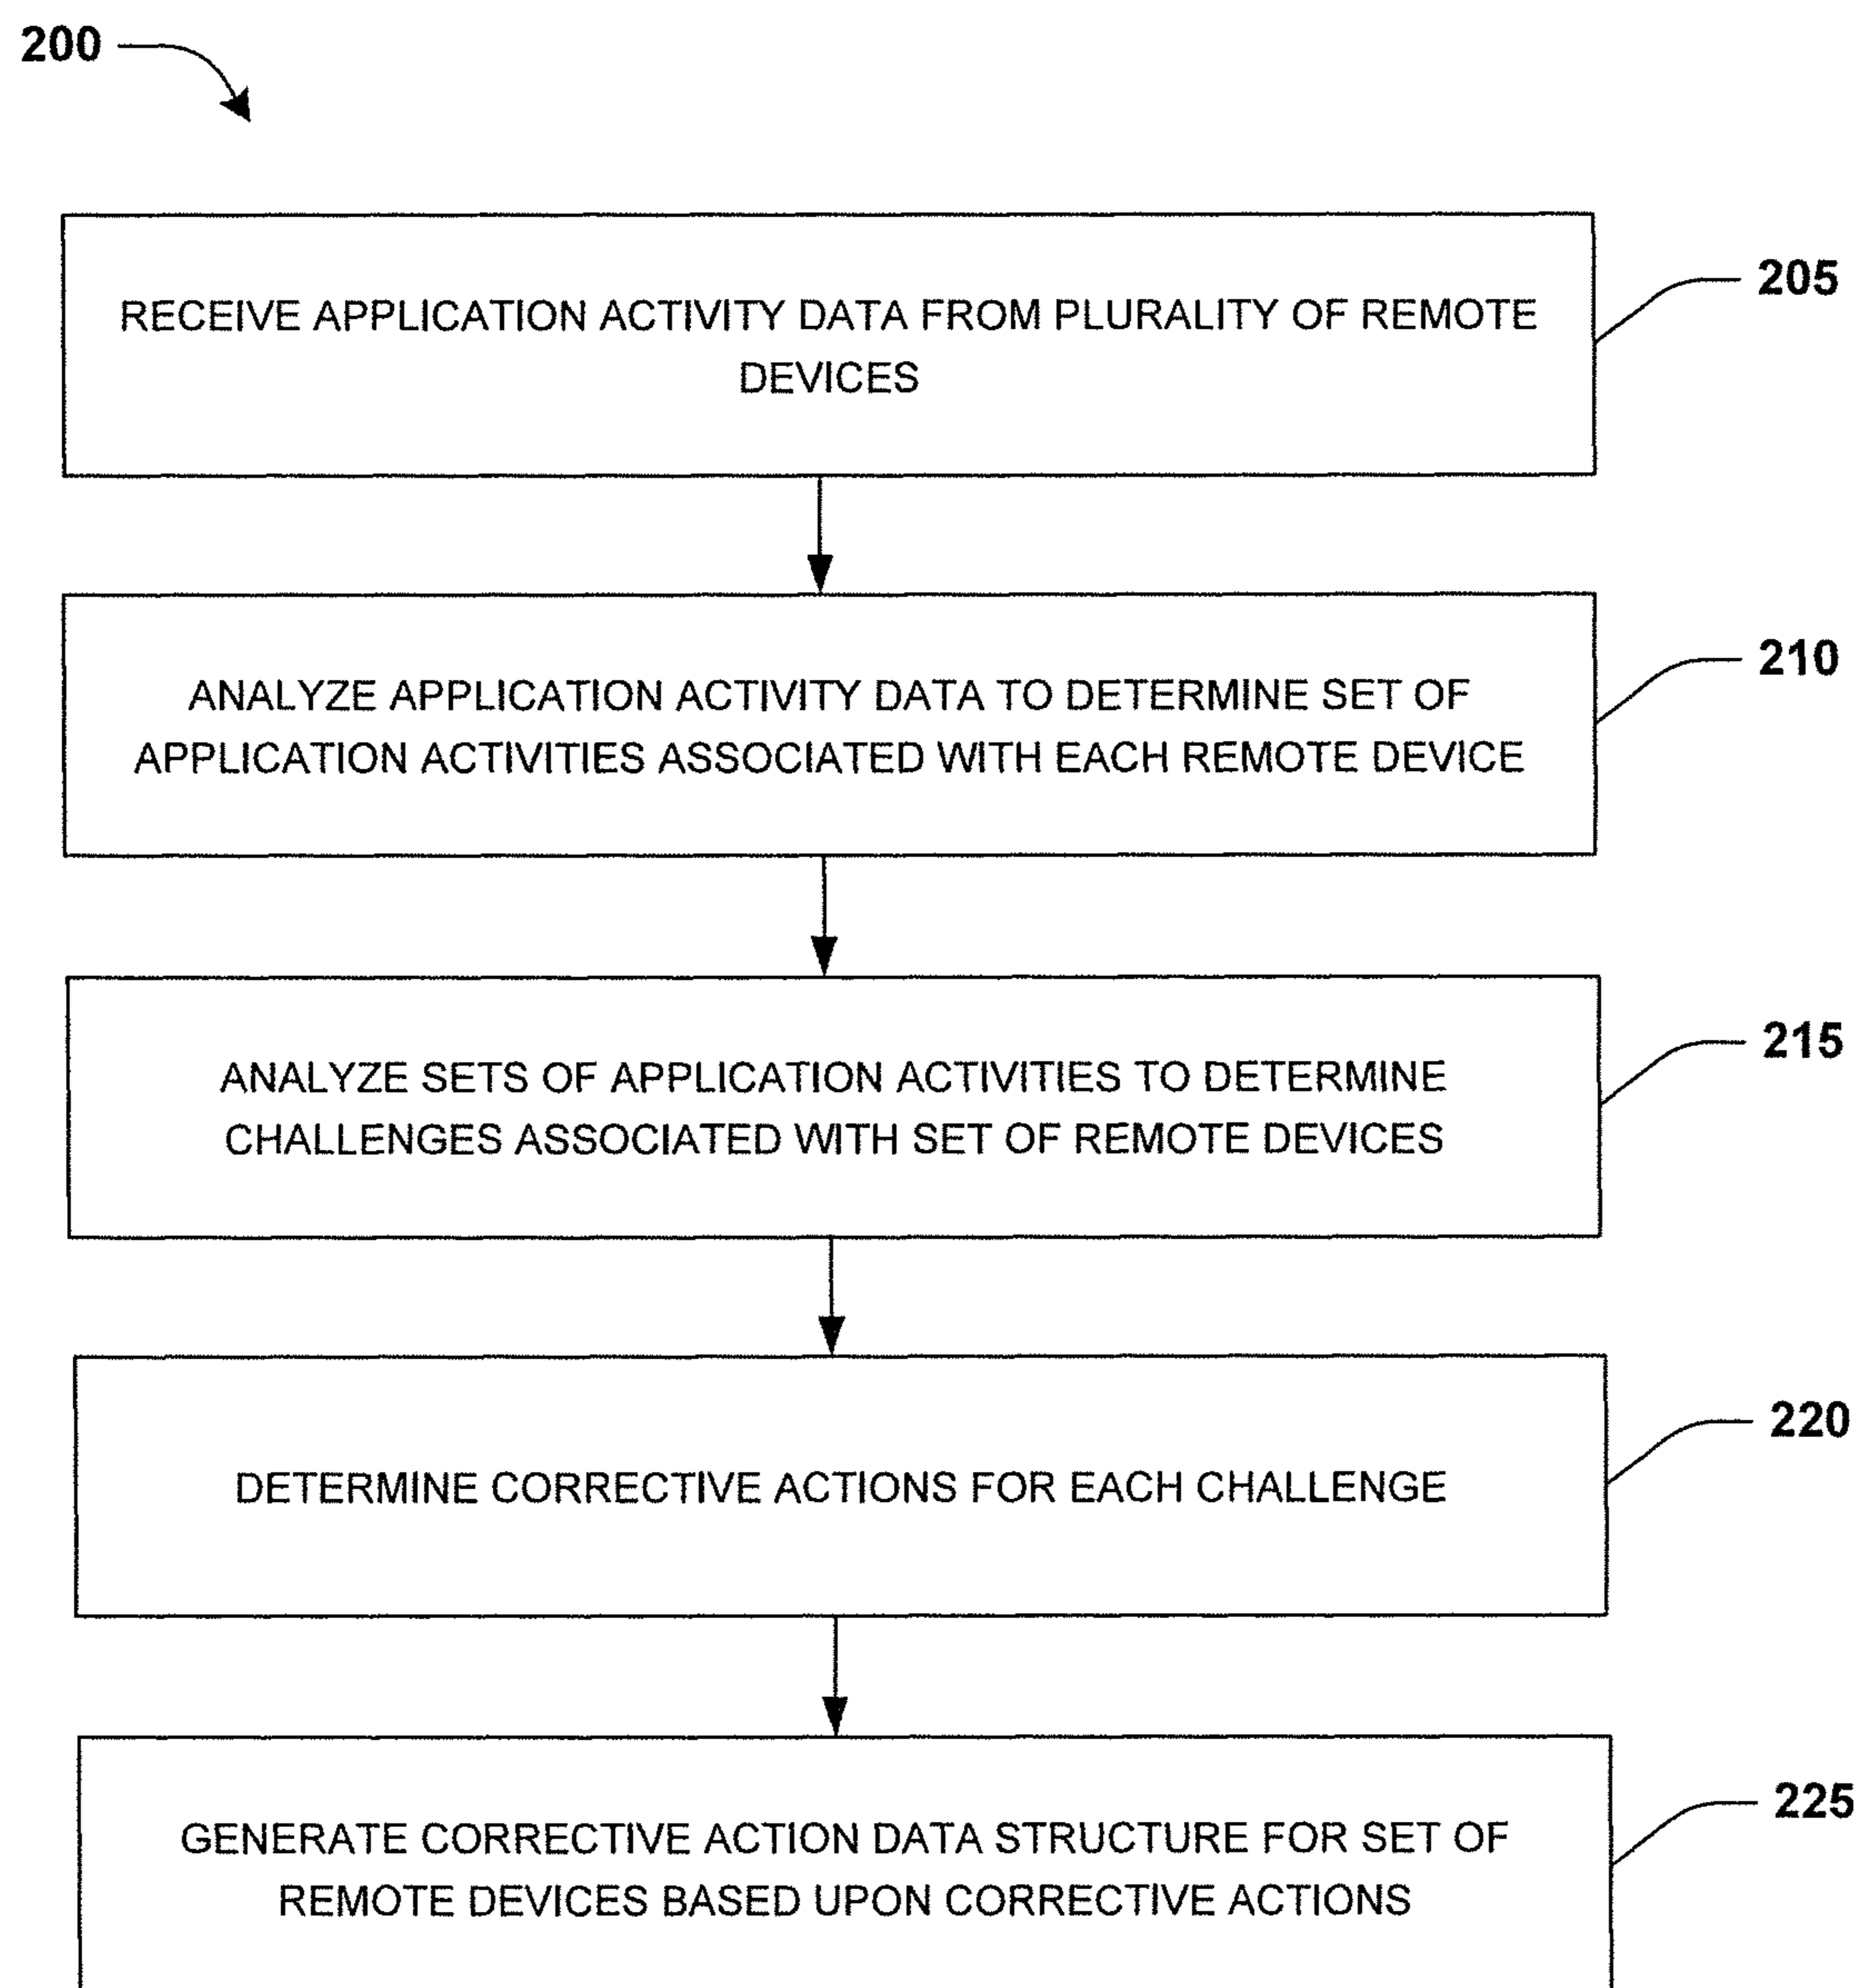 200
RECEIVE APPLICATION ACTIVITY DATA FROM PLURALITY OF REMOTE
DEVICES
205
ANALYZE APPLICATION ACTIVITY DATA TO DETERMINE SET OF
APPLICATION ACTIVITIES ASSOCIATED WITH EACH REMOTE DEVICE
210
ANALYZE SETS OF APPLICATION ACTIVITIES TO DETERMINE
CHALLENGES ASSOCIATED WITH SET OF REMOTE DEVICES
215
DETERMINE CORRECTIVE ACTIONS FOR EACH CHALLENGE
220
GENERATE CORRECTIVE ACTION DATA STRUCTURE FOR SET OF
REMOTE DEVICES BASED UPON CORRECTIVE ACTIONS
225